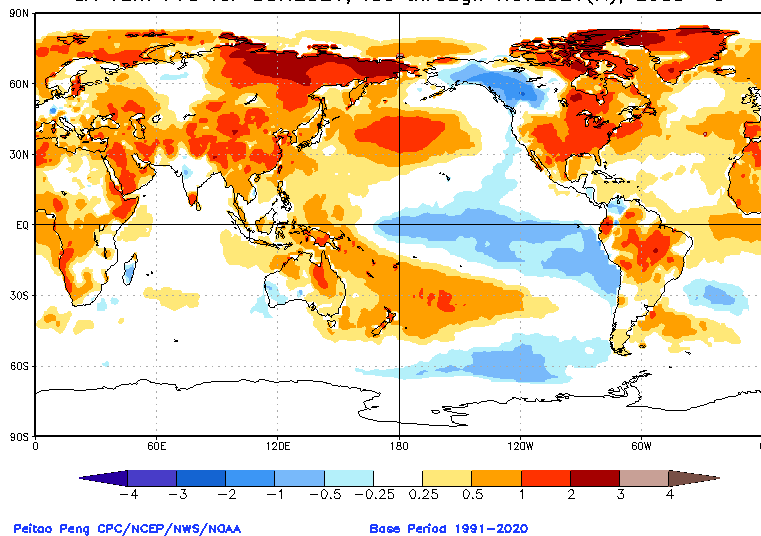 90N
60N
30N
EQ
30S
60S
90S
0 60E 120E 180 120W 60W
-4 -3 -2 -1 -0.5 -0.25 0.25 0.5 1 2 3 4
Peitao Peng CPC/NCEP/NWS/NOAA Base Period 1991-2020